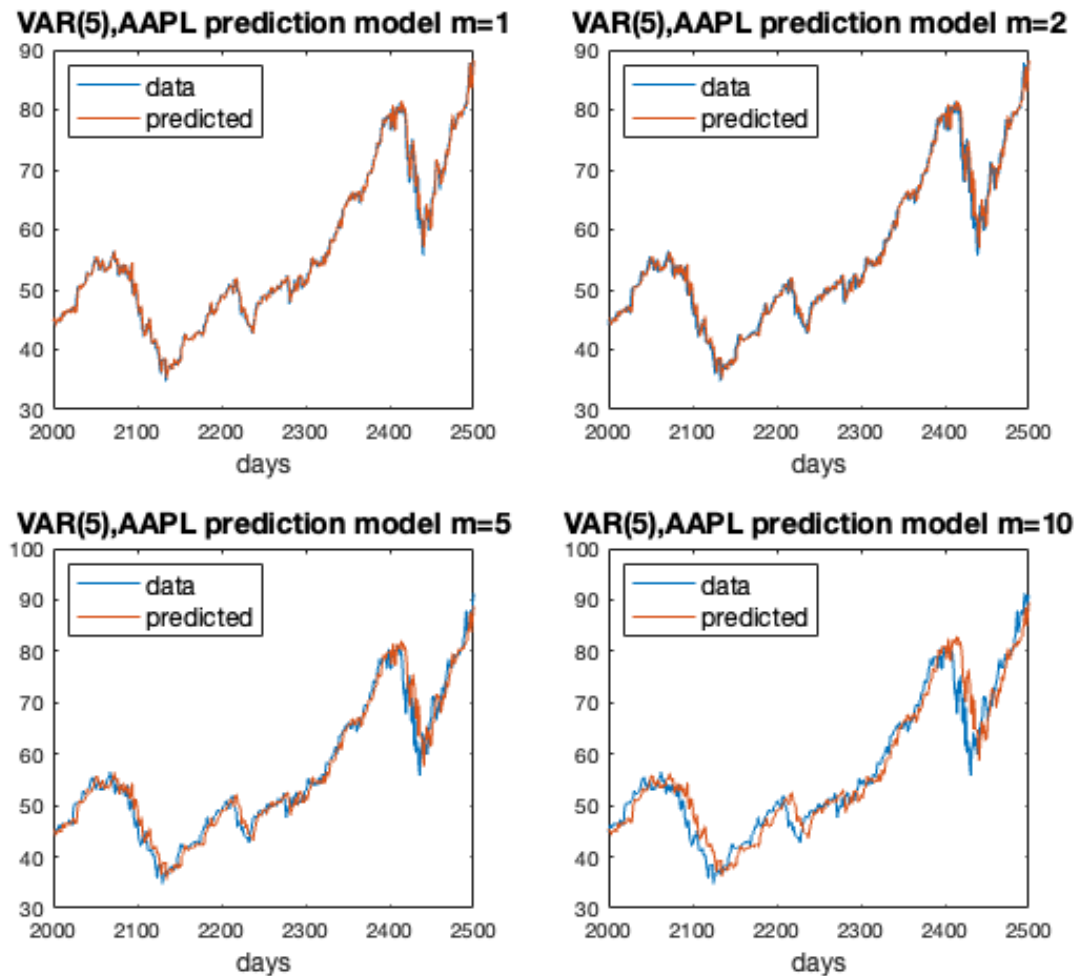 VAR(5),AAPL prediction model m=1
90
80
70
60
50
40
30
data
predicted
2000 2100 2200 2300 2400 2500
days
VAR(5),AAPL prediction model m=2
90
80
70
60
50
40
30
data
predicted
2000 2100 2200 2300 2400 2500
days
VAR(5),AAPL prediction model m=5
100
90
80
70
60
50
40
30
data
predicted
2000 2100 2200 2300 2400 2500
days
VAR(5),AAPL prediction model m=10
100
90
80
70
60
50
40
30
data
predicted
2000 2100 2200 2300 2400 2500
days